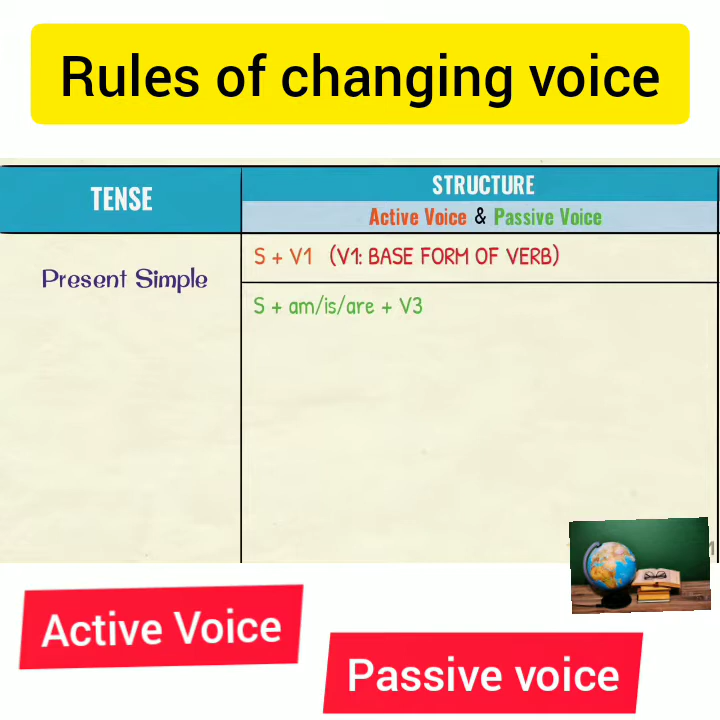 Rules of changing voice
TENSE
STRUCTURE
Active Voice & Passive Voice
Present Simple
S + V1 (V1: BASE FORM OF VERB)
S + am/is/are + V3
Active Voice
Passive voice